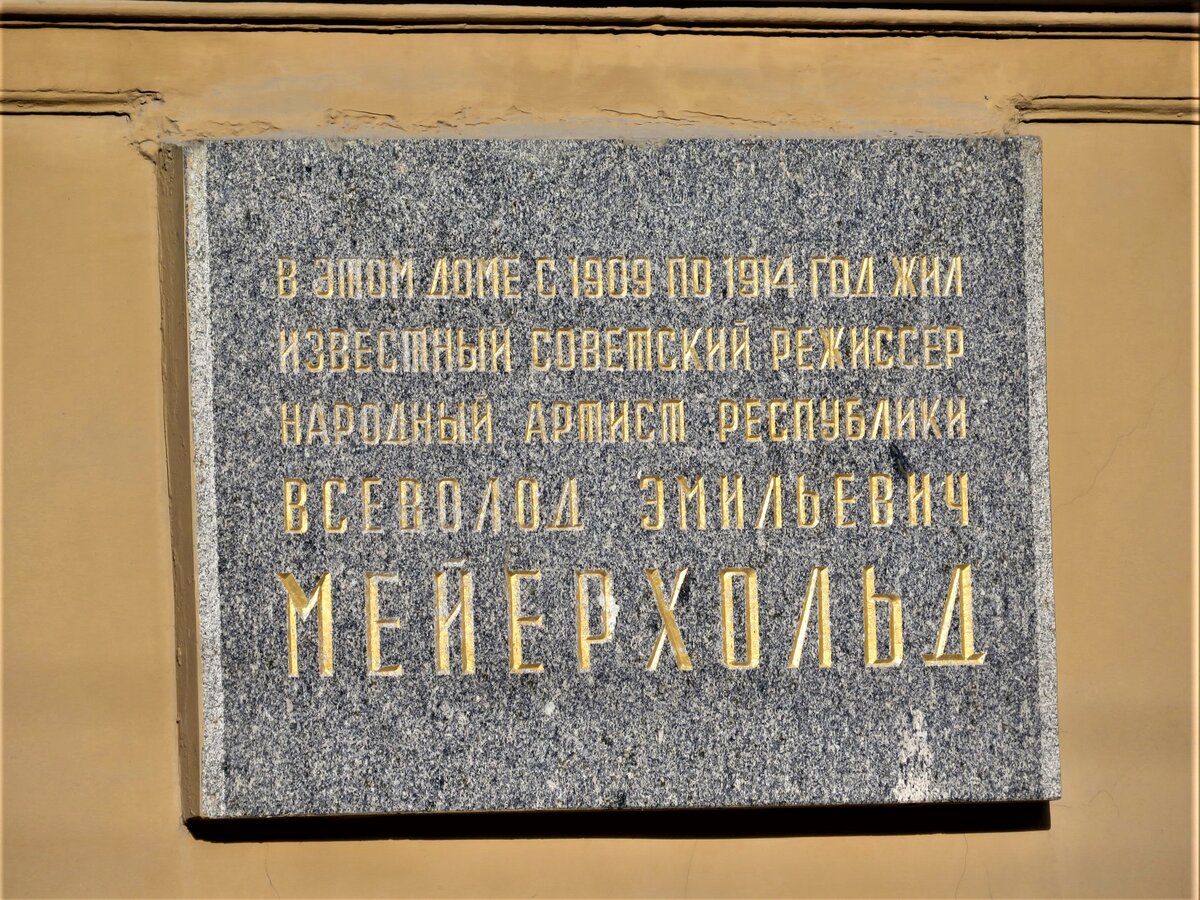 В ЭТОМ ДОМЕ С 1909 ПО 1914 ГОД ЖИЛ
ИЗВЕСТНЫЙ СОВЕТСКИЙ РЕЖИССЕР
НАРОДНЫЙ АРТИСТ РЕСПУБЛИКИ
ВСЕВОЛОД ЭМИЛЬЕВИЧ
МЕЙЕРХОЛЬД